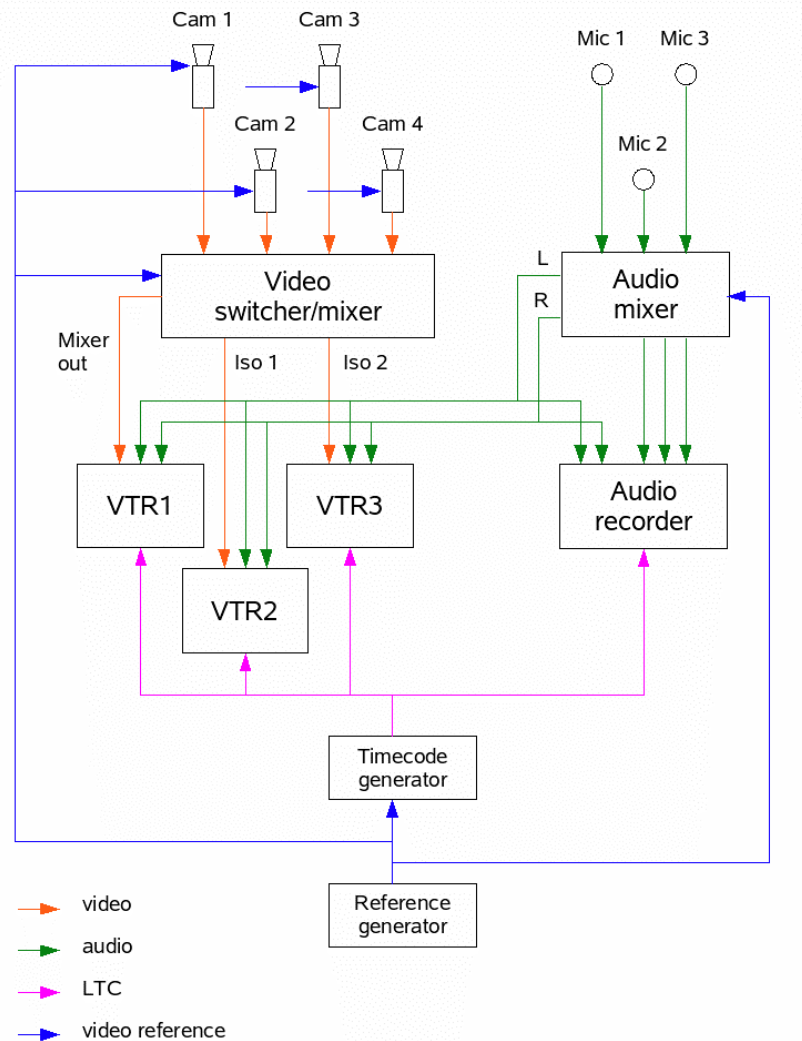 Cam 1
Cam 3
Mic 1
Mic 3
Cam 2
Cam 4
Mic 2
Video
switcher/mixer
L
R
Audio
mixer
Mixer
out
Iso 1
Iso 2
VTR1
VTR3
Audio
recorder
VTR2
Timecode
generator
Reference
generator
video
audio
LTC
video reference